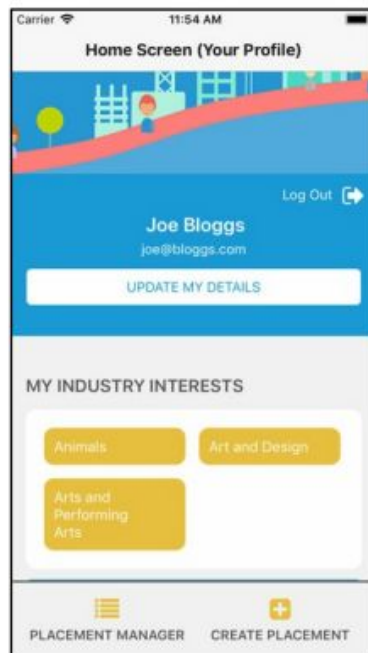 Carrier 11:54 AM
Home Screen (Your Profile)
Log Out
Joe Bloggs
joe@bloggs.com
UPDATE MY DETAILS
MY INDUSTRY INTERESTS
Animals
Art and Design
Arts and
Performing
Arts
PLACEMENT MANAGER
CREATE PLACEMENT